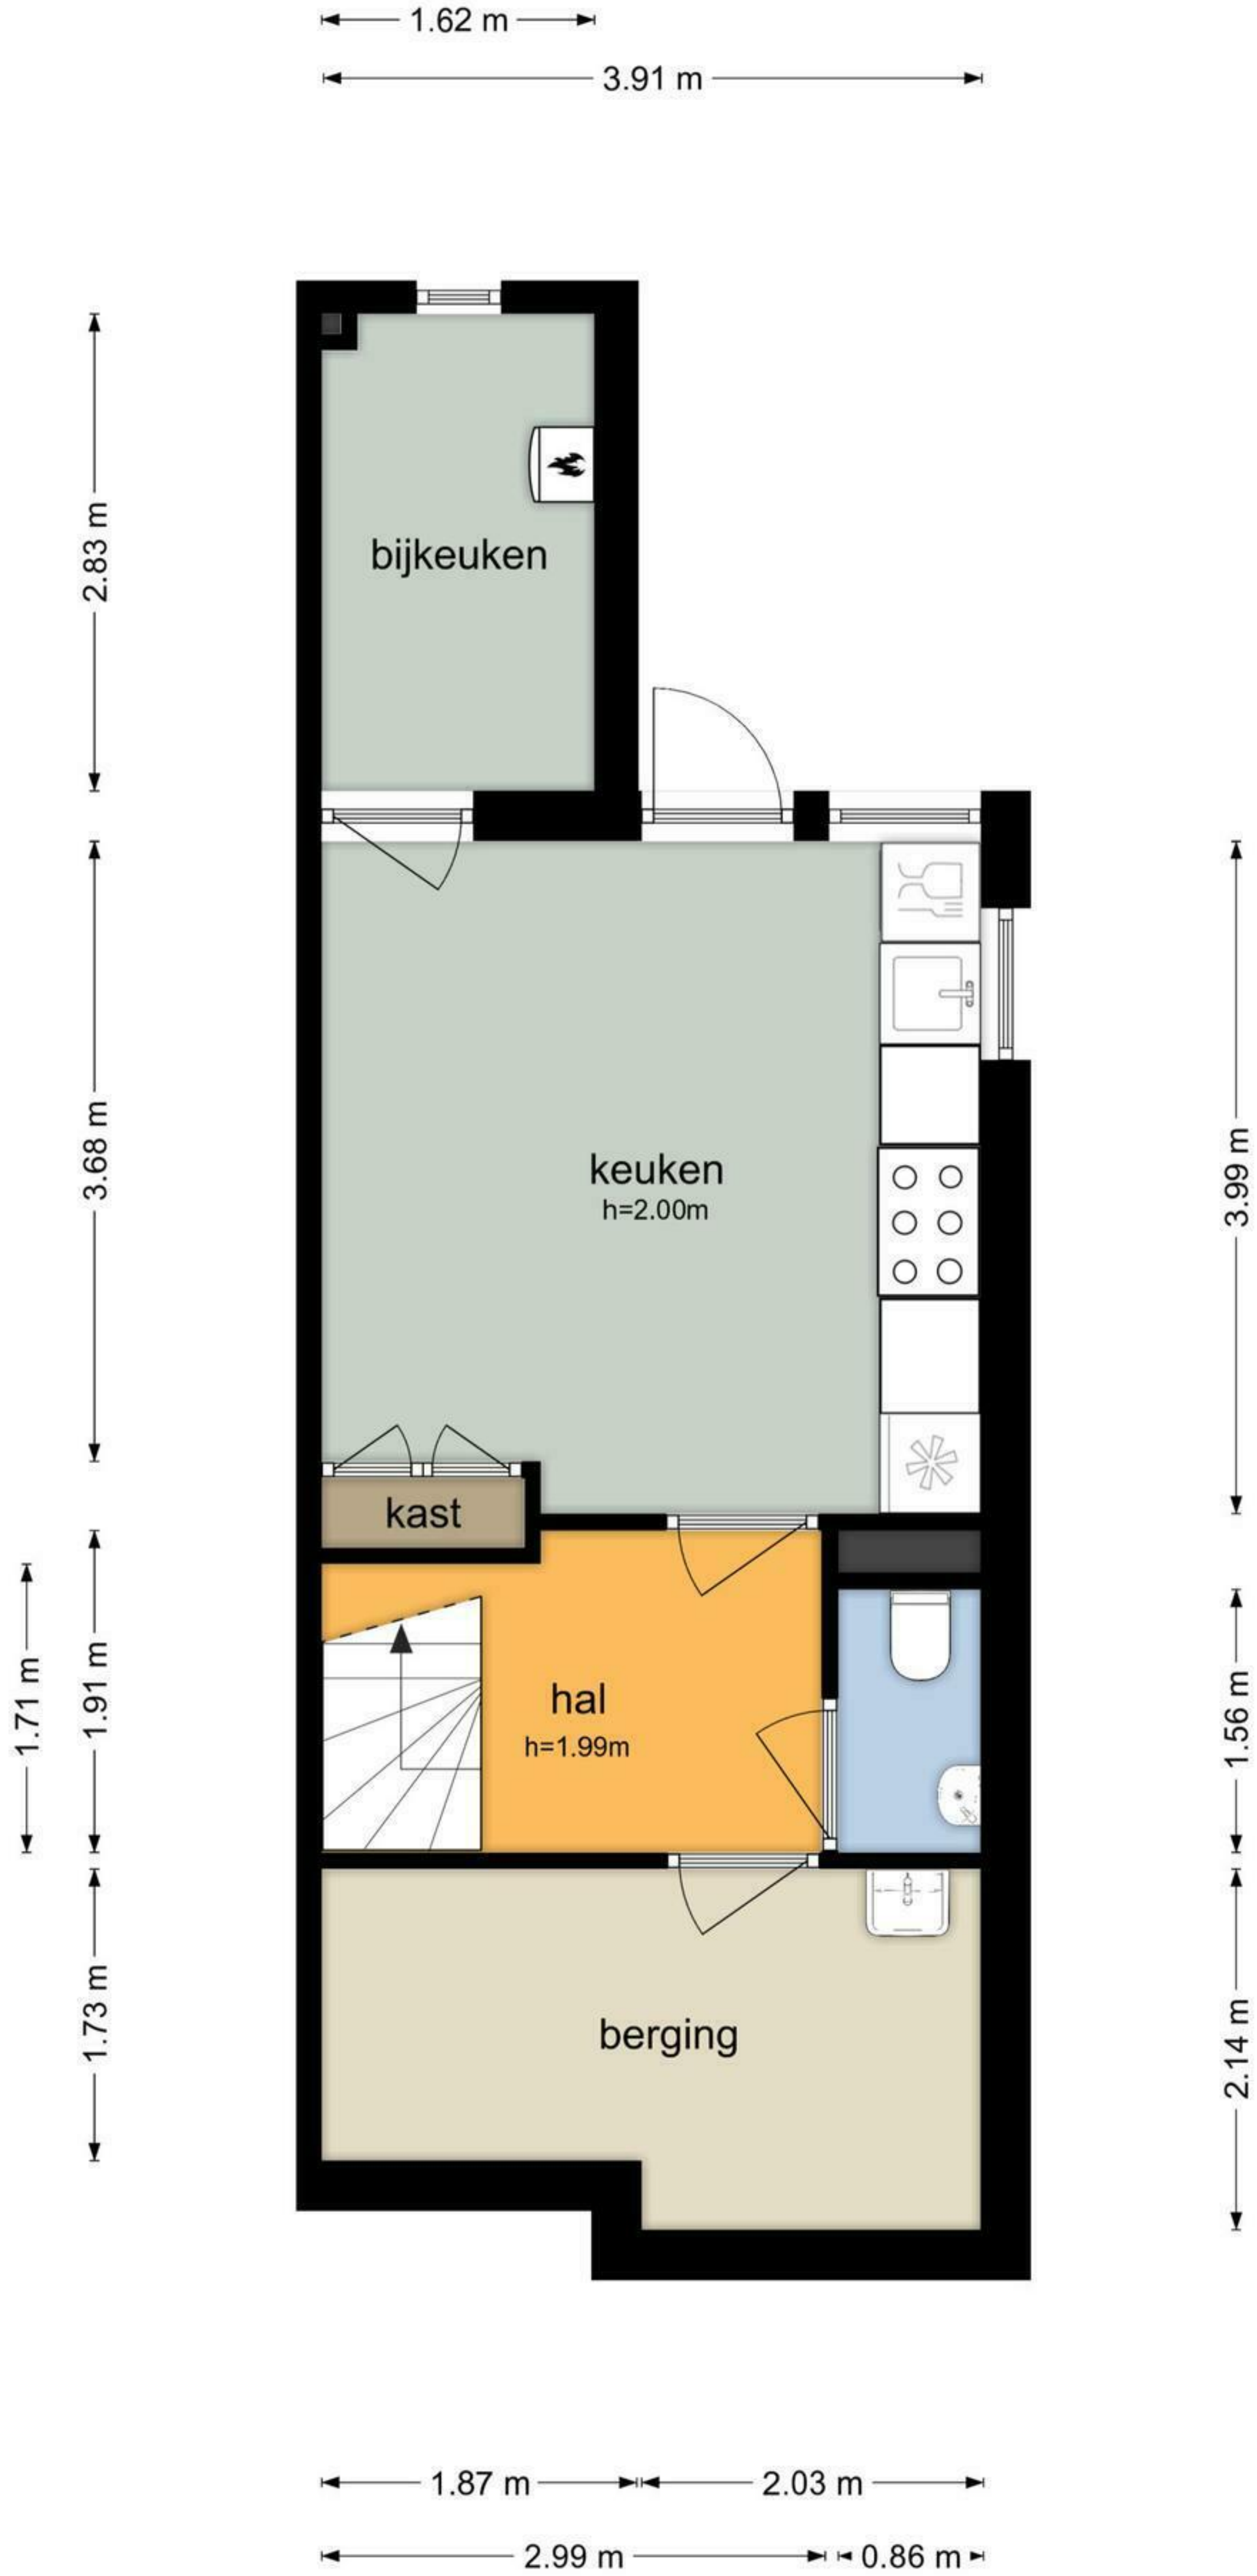 1.62 m
3.91 m
2.83 m
bijkeuken
3.68 m
3.99 m
keuken
h=2.00m
kast
1.71 m
1.91 m
hal
h=1.99m
1.56 m
1.73 m
berging
2.14 m
1.87 m
2.03 m
2.99 m
0.86 m